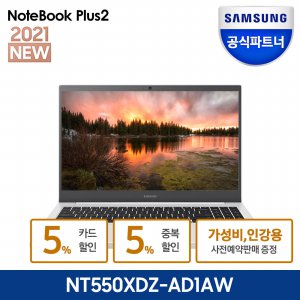 NoteBook Plus2
2021
NEW
SAMSUNG
공식파트너
SAMSUNG
5% 카드 할인
5% 중복 할인
가성비,인강용
사전예약판매 증정
NT550XDZ-AD1AW